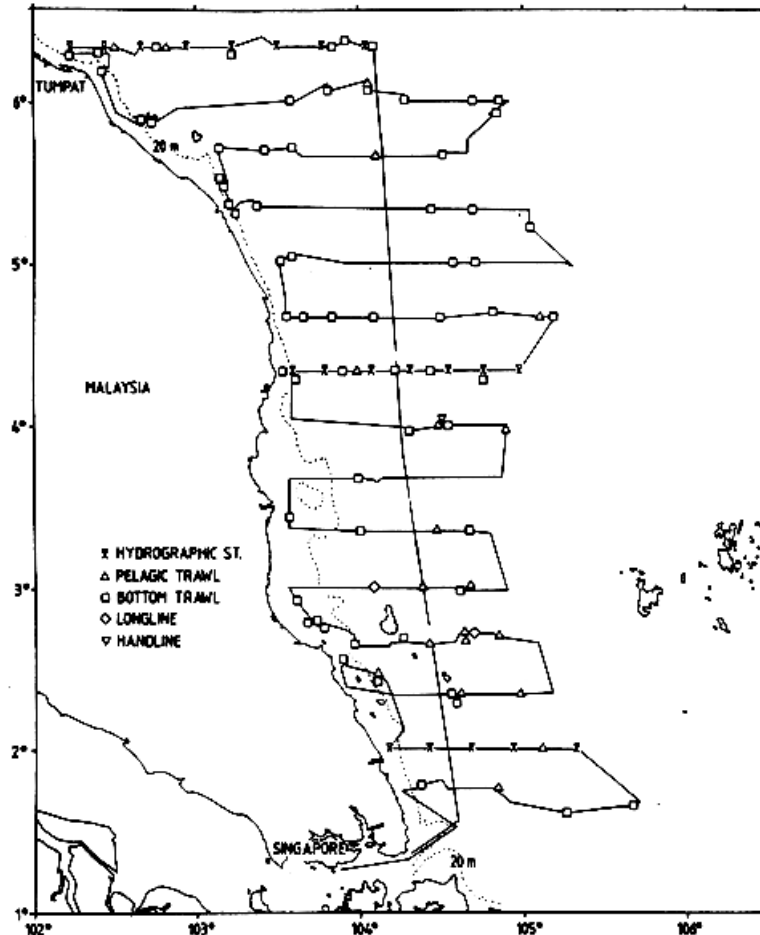 TUMPAT
6°
20 m
5°
MALAYSIA
4°
HYDROGRAPHIC ST.
PELAGIC TRAWL
BOTTOM TRAWL
LONGLINE
HANDLINE
3°
2°
SINGAPORE
20 m
1°
102° 103° 104° 105° 106°